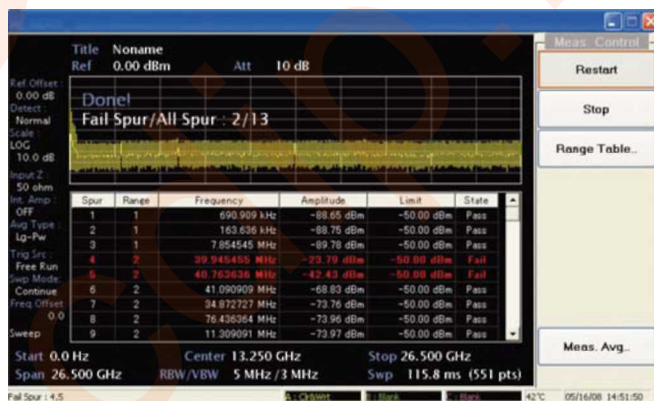 Meas Control
Title Noname
Ref 0.00 dBm Att 10 dB
Restart
Ref Offset :
0.00 dB
Detect :
Normal
Scale :
LOG
10.0 dB
Input Z :
50 ohm
Int. Amp :
OFF
Avg Type :
Lg-Pw
Trig Src :
Free Run
Swp Mode:
Continue
Freq Offset
0.0
Sweep
Done!
Fail Spur/All Spur : 2/13
Stop
Range Table..
Spur Range Frequency Amplitude Limit State
1 1 690.909 kHz -88.65 dBm -50.00 dBm Pass
2 1 163.636 kHz -88.75 dBm -50.00 dBm Pass
3 1 7.854545 MHz -89.78 dBm -50.00 dBm Pass
4 2 39.945455 MHz -23.79 dBm -50.00 dBm Fail
5 2 40.763636 MHz -42.43 dBm -50.00 dBm Fail
6 2 41.090909 MHz -68.83 dBm -50.00 dBm Pass
7 2 34.872727 MHz -73.76 dBm -50.00 dBm Pass
8 2 76.436364 MHz -73.96 dBm -50.00 dBm Pass
9 2 11.309091 MHz -73.97 dBm -50.00 dBm Pass
Meas. Avg..
Start 0.0 Hz Center 13.250 GHz Stop 26.500 GHz
Span 26.500 GHz RBW/VBW 5 MHz /3 MHz Swp 115.8 ms (551 pts)
Fail Spur : 4,5 A : Clr&Wrt B : Blank C : Blank 42°C 05/16/08 14:51:50